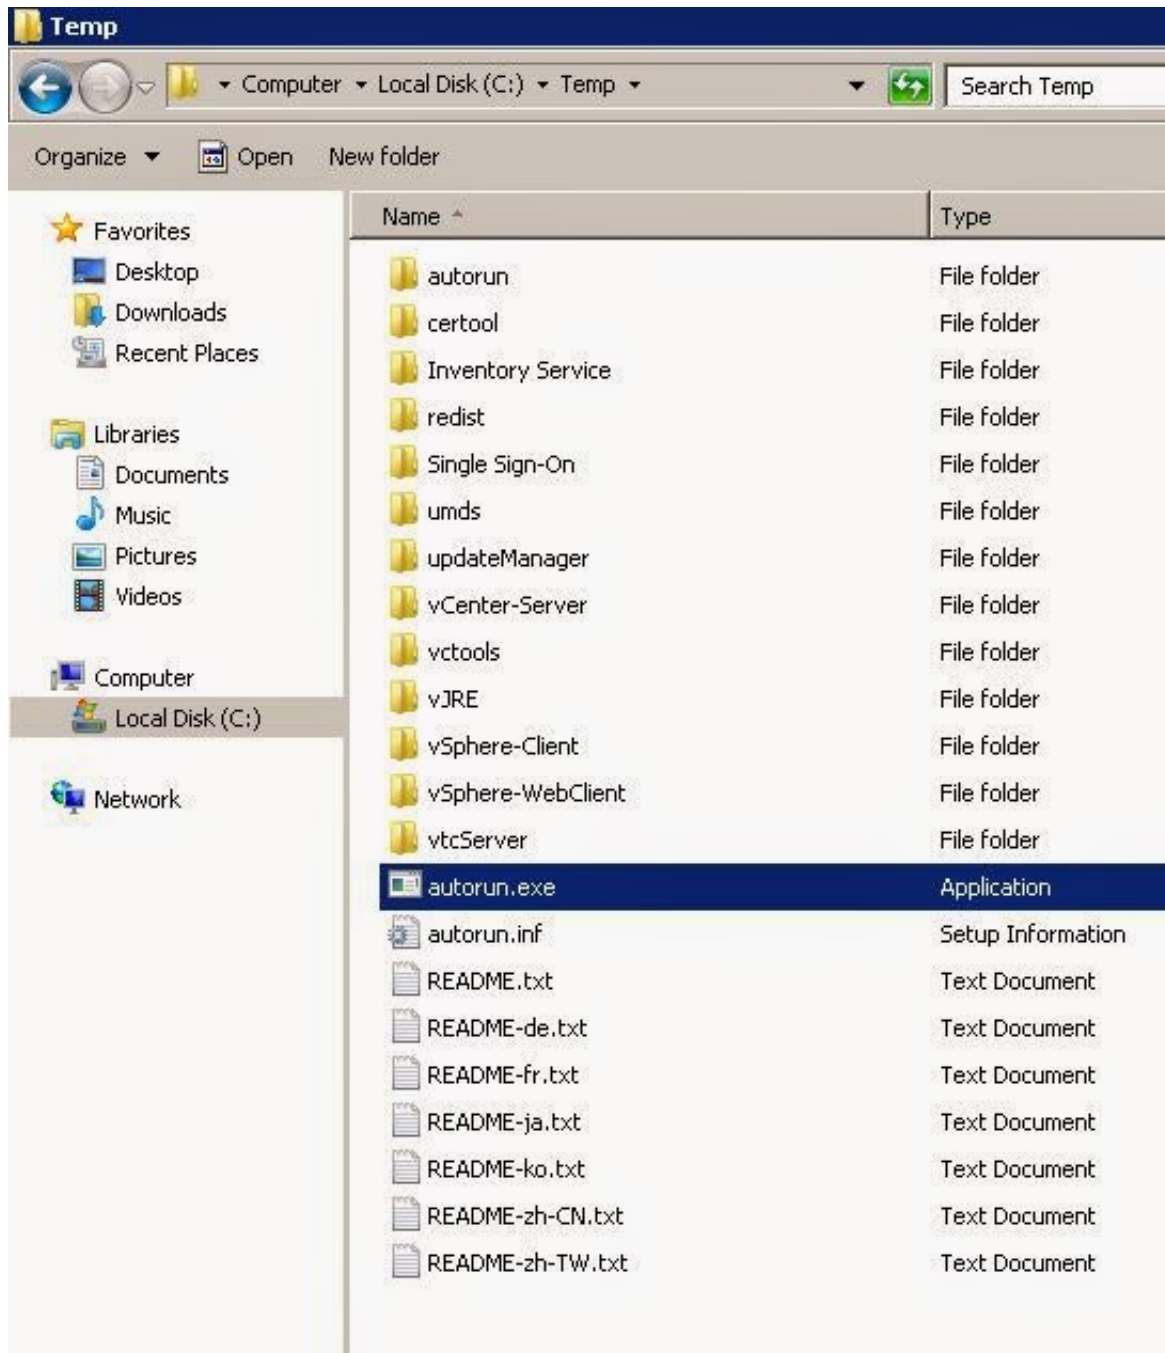 Temp
Computer Local Disk (C:) Temp Search Temp
Organize Open New folder
Favorites
Desktop
Downloads
Recent Places
Libraries
Documents
Music
Pictures
Videos
Computer
Local Disk (C:)
Network
Name Type
autorun File folder
certool File folder
Inventory Service File folder
redist File folder
Single Sign-On File folder
umds File folder
updateManager File folder
vCenter-Server File folder
vctools File folder
vJRE File folder
vSphere-Client File folder
vSphere-WebClient File folder
vtcServer File folder
autorun.exe Application
autorun.inf Setup Information
README.txt Text Document
README-de.txt Text Document
README-fr.txt Text Document
README-ja.txt Text Document
README-ko.txt Text Document
README-zh-CN.txt Text Document
README-zh-TW.txt Text Document